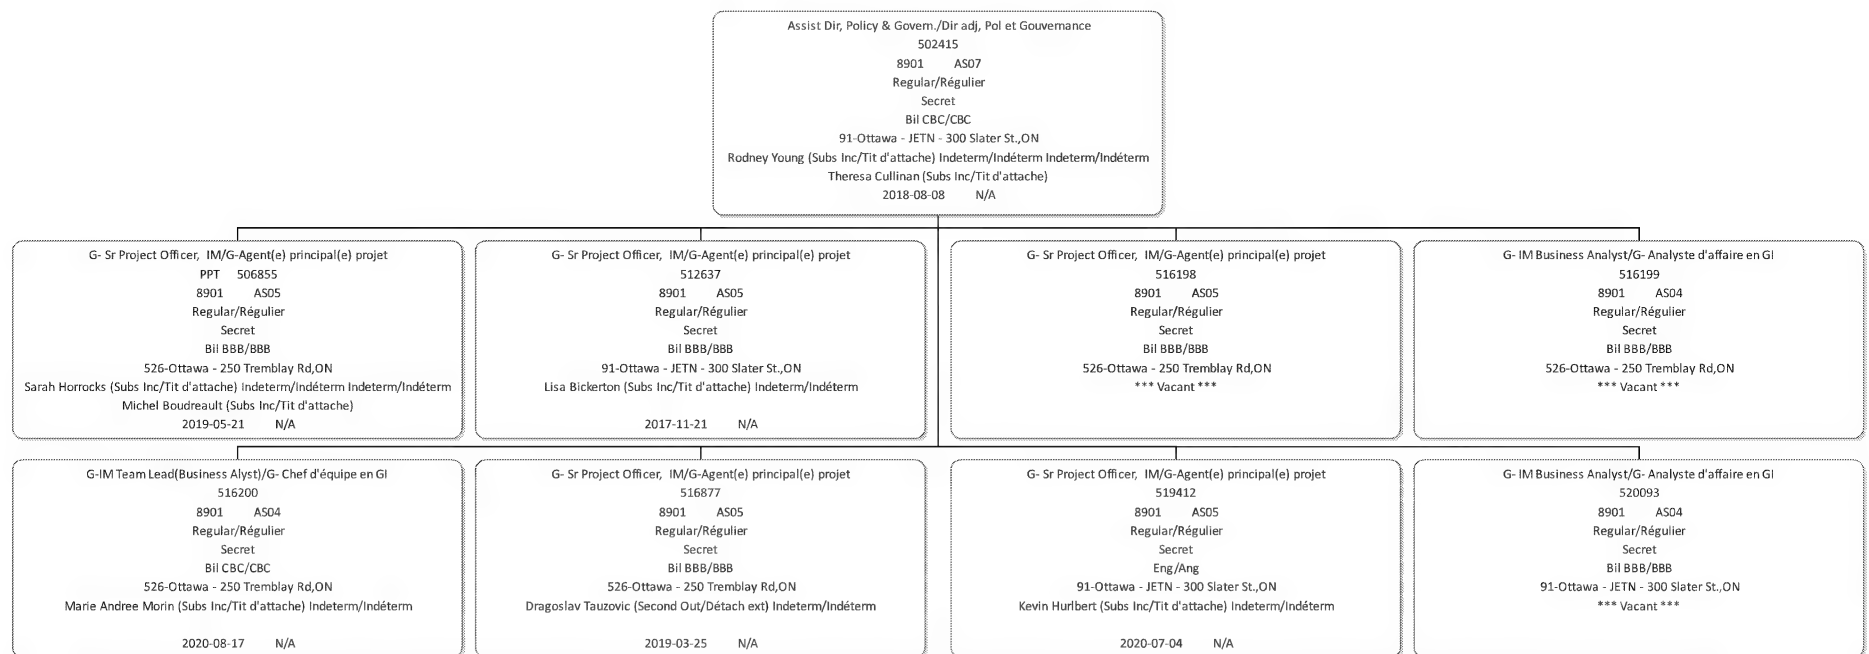 Assist Dir, Policy & Govern./Dir adj, Pol et Gouvernance
502415
8901 AS07
Regular/Régulier
Secret
Bil CBC/CBC
91-Ottawa - JETN - 300 Slater St.,ON
Rodney Young (Subs Inc/Tit d'attache) Indeterm/Indéterm Indeterm/Indéterm
Theresa Cullinan (Subs Inc/Tit d'attache)
2018-08-08 N/A
G- Sr Project Officer, IM/G-Agent(e) principal(e) projet
PPT 506855
8901 AS05
Regular/Régulier
Secret
Bil BBB/BBB
526-Ottawa - 250 Tremblay Rd,ON
Sarah Horrocks (Subs Inc/Tit d'attache) Indeterm/Indéterm Indeterm/Indéterm
Michel Boudreault (Subs Inc/Tit d'attache)
2019-05-21 N/A
G- Sr Project Officer, IM/G-Agent(e) principal(e) projet
512637
8901 AS05
Regular/Régulier
Secret
Bil BBB/BBB
91-Ottawa - JETN - 300 Slater St.,ON
Lisa Bickerton (Subs Inc/Tit d'attache) Indeterm/Indéterm
2017-11-21 N/A
G- Sr Project Officer, IM/G-Agent(e) principal(e) projet
516198
8901 AS05
Regular/Régulier
Secret
Bil BBB/BBB
526-Ottawa - 250 Tremblay Rd,ON
*** Vacant ***
G- IM Business Analyst/G- Analyste d'affaire en GI
516199
8901 AS04
Regular/Régulier
Secret
Bil BBB/BBB
526-Ottawa - 250 Tremblay Rd,ON
*** Vacant ***
G-IM Team Lead(Business Alyst)/G- Chef d'équipe en GI
516200
8901 AS04
Regular/Régulier
Secret
Bil CBC/CBC
526-Ottawa - 250 Tremblay Rd,ON
Marie Andree Morin (Subs Inc/Tit d'attache) Indeterm/Indéterm
2020-08-17 N/A
G- Sr Project Officer, IM/G-Agent(e) principal(e) projet
516877
8901 AS05
Regular/Régulier
Secret
Bil BBB/BBB
526-Ottawa - 250 Tremblay Rd,ON
Dragoslav Tauzovic (Second Out/Détach ext) Indeterm/Indéterm
2019-03-25 N/A
G- Sr Project Officer, IM/G-Agent(e) principal(e) projet
519412
8901 AS05
Regular/Régulier
Secret
Eng/Ang
91-Ottawa - JETN - 300 Slater St.,ON
Kevin Hurlbert (Subs Inc/Tit d'attache) Indeterm/Indéterm
2020-07-04 N/A
G- IM Business Analyst/G- Analyste d'affaire en GI
520093
8901 AS04
Regular/Régulier
Secret
Bil BBB/BBB
91-Ottawa - JETN - 300 Slater St.,ON
*** Vacant ***